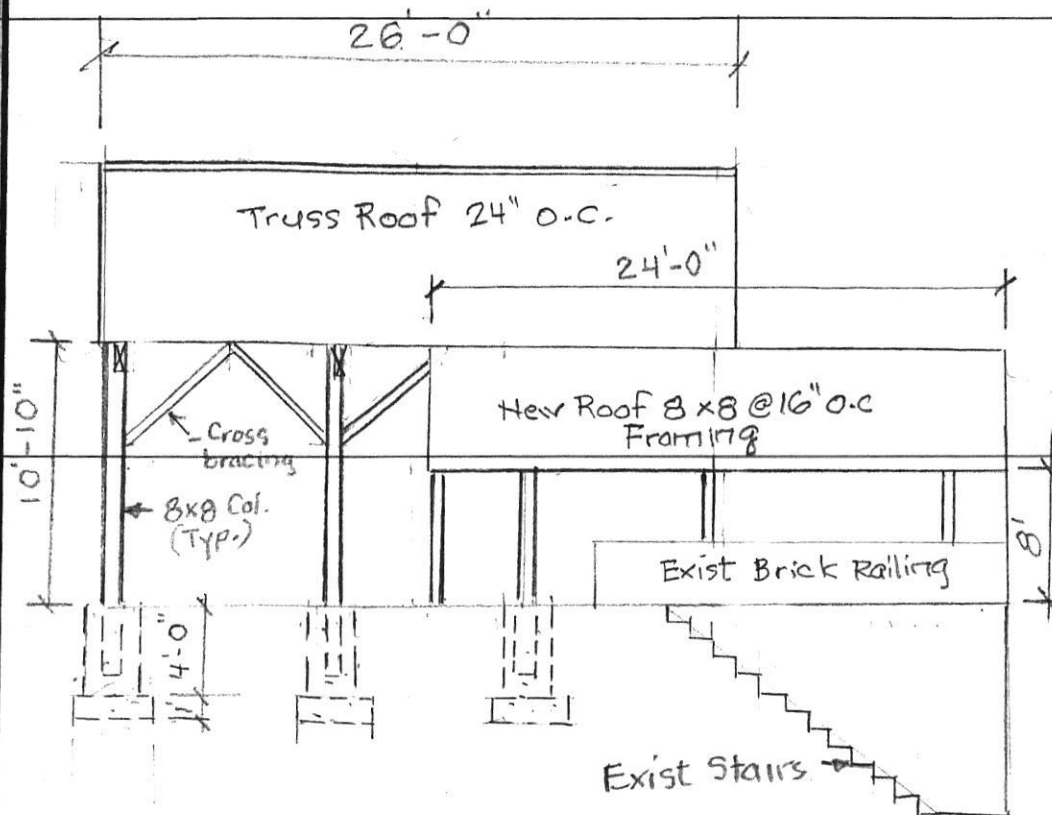 26'-0"
Truss Roof 24" o.c.
24'-0"
10'-10"
New Roof 8x8 @ 16" o.c
Framing
Cross
bracing
8x8 Col.
(Typ.)
8'
Exist Brick Railing
4'-0"
1'
Exist Stairs